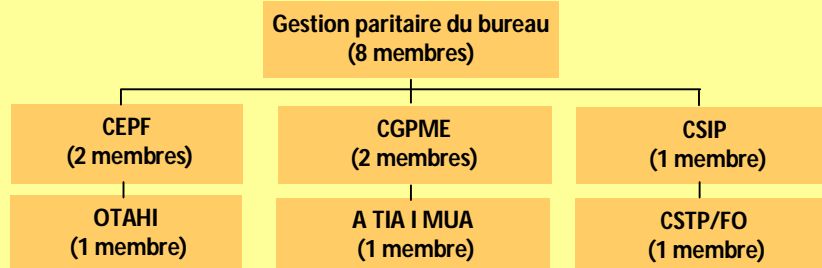 Gestion paritaire du bureau
(8 membres)
CEPF
(2 membres)
CGPME
(2 membres)
CSIP
(1 membre)
OTAHI
(1 membre)
A TIA I MUA
(1 membre)
CSTP/FO
(1 membre)